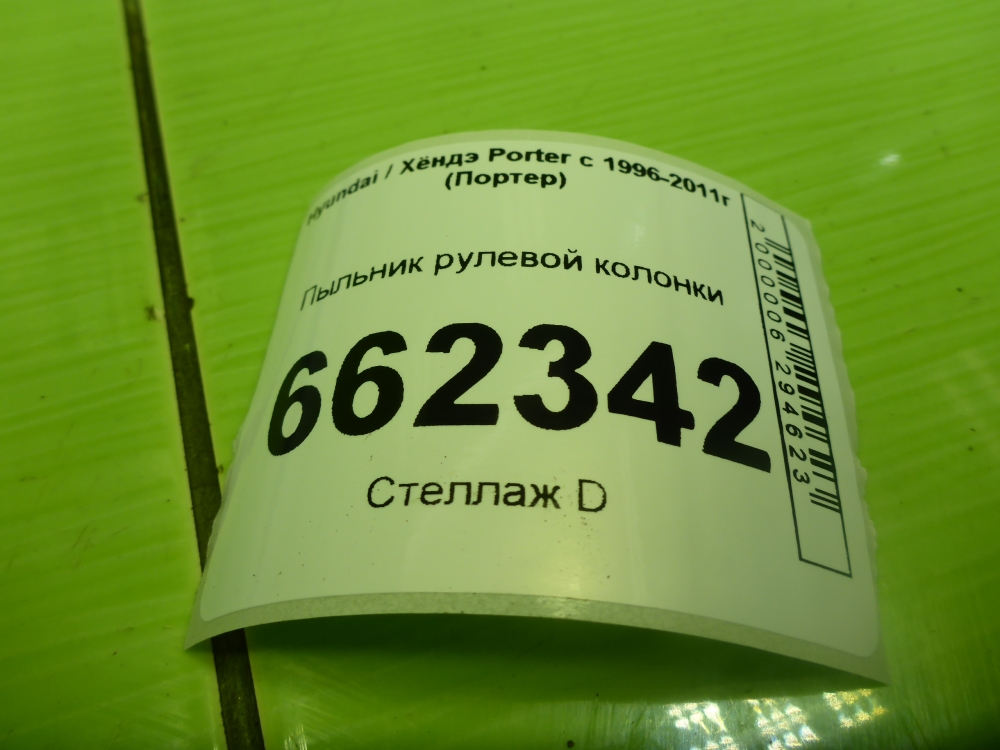 Hyundai / Хёндэ Porter с 1996-2011г
(Портер)
Пыльник рулевой колонки
662342
Стеллаж D
2000006294623